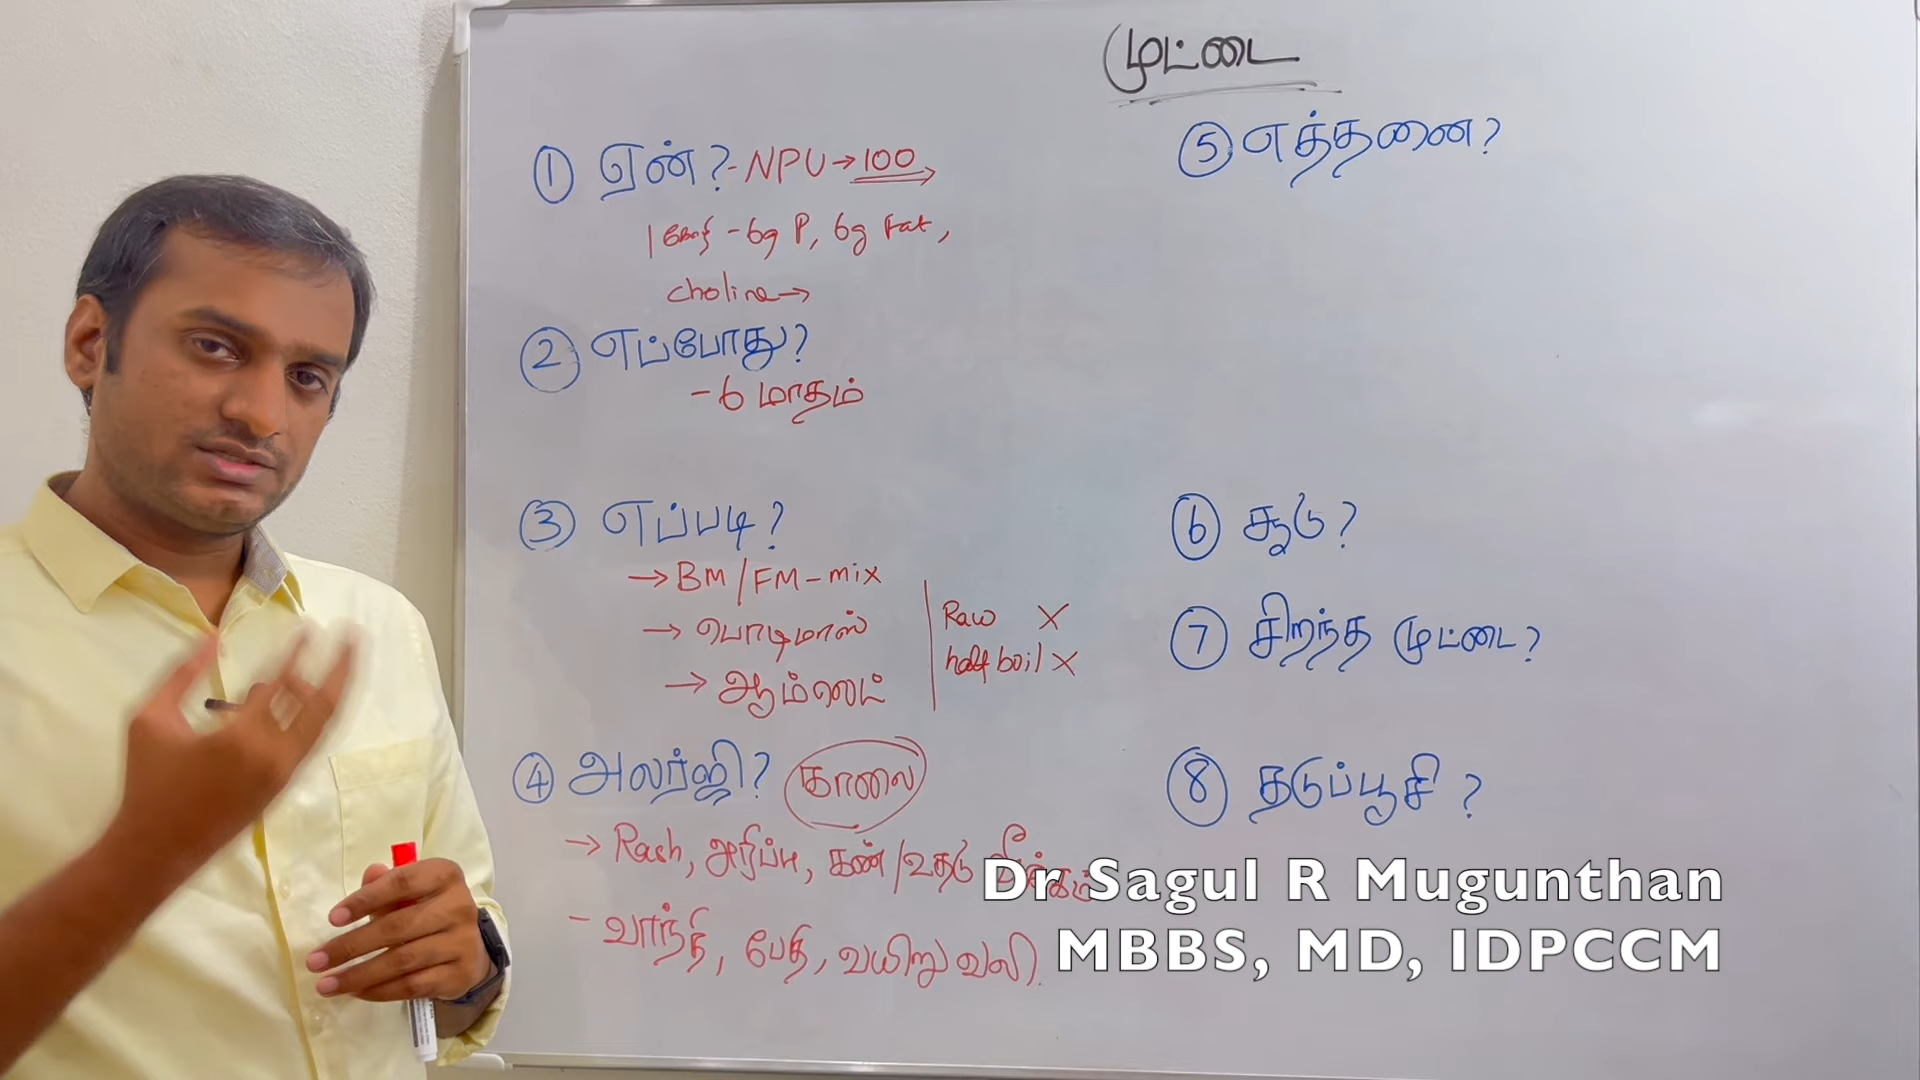 முட்டை
① ஏன்? - NPU → 100
1 கரு - 6g P, 6g Fat,
choline →
② எப்போது?
- 6 மாதம்
③ எப்படி?
→ BM/FM - mix
→ பொடிமாஸ்
→ ஆம்லெட்
Raw X
half boil X
④ அலர்ஜி? காலை
→ Rash, அரிப்பு, கண்/உதடு வீக்கம்
- வாந்தி, பேதி, வயிறு வலி.
⑤ எத்தனை?
⑥ சூடு?
⑦ சிறந்த முட்டை?
⑧ தடுப்பூசி?
Dr Sagul R Mugunthan
MBBS, MD, IDPCCM